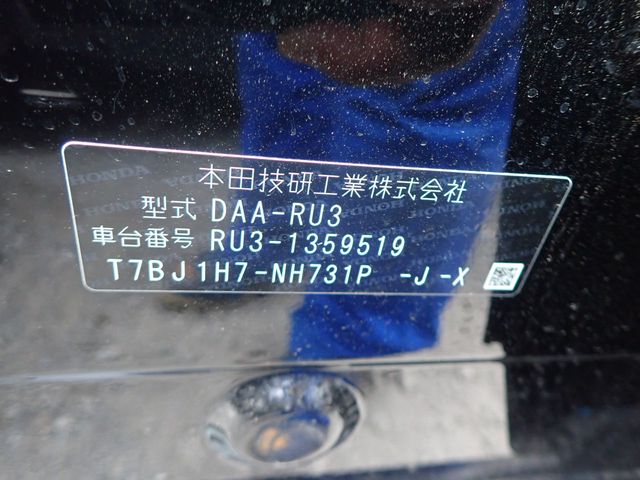 本田技研工業株式会社
型式 DAA-RU3
車台番号 RU3-1359519
T7BJ1H7-NH731P -J-X